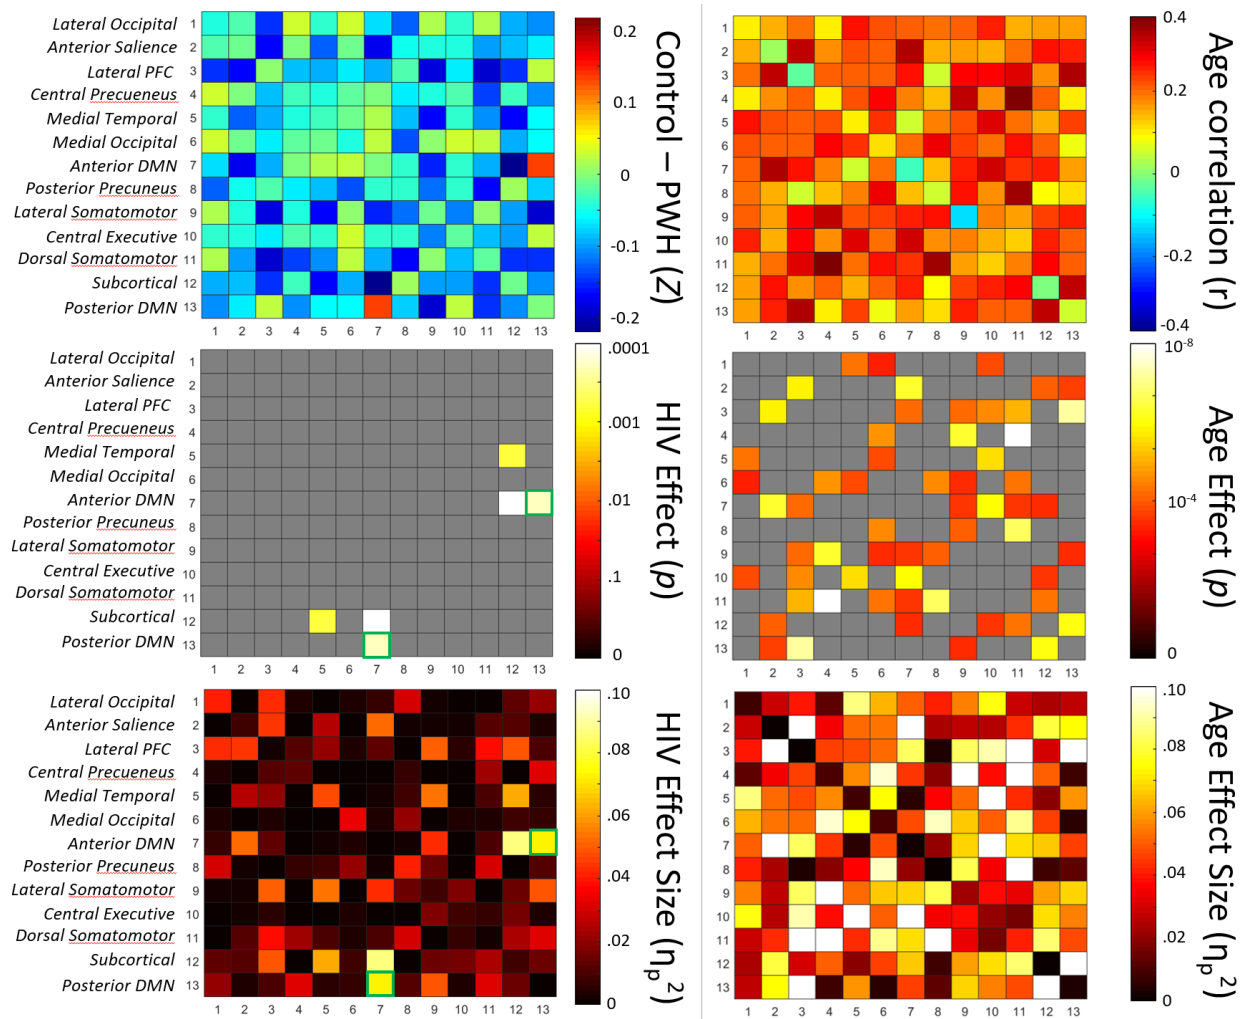 Lateral Occipital 1
Anterior Salience 2
Lateral PFC 3
Central Precueneus 4
Medial Temporal 5
Medial Occipital 6
Anterior DMN 7
Posterior Precuneus 8
Lateral Somatomotor 9
Central Executive 10
Dorsal Somatomotor 11
Subcortical 12
Posterior DMN 13
1 2 3 4 5 6 7 8 9 10 11 12 13
0.2
0.1
0
-0.1
-0.2
Control – PWH (Z)
1
2
3
4
5
6
7
8
9
10
11
12
13
1 2 3 4 5 6 7 8 9 10 11 12 13
0.4
0.2
0
-0.2
-0.4
Age correlation (r)
Lateral Occipital 1
Anterior Salience 2
Lateral PFC 3
Central Precueneus 4
Medial Temporal 5
Medial Occipital 6
Anterior DMN 7
Posterior Precuneus 8
Lateral Somatomotor 9
Central Executive 10
Dorsal Somatomotor 11
Subcortical 12
Posterior DMN 13
1 2 3 4 5 6 7 8 9 10 11 12 13
.0001
.001
.01
.1
0
HIV Effect (p)
1
2
3
4
5
6
7
8
9
10
11
12
13
1 2 3 4 5 6 7 8 9 10 11 12 13
10-8
10-4
0
Age Effect (p)
Lateral Occipital 1
Anterior Salience 2
Lateral PFC 3
Central Precueneus 4
Medial Temporal 5
Medial Occipital 6
Anterior DMN 7
Posterior Precuneus 8
Lateral Somatomotor 9
Central Executive 10
Dorsal Somatomotor 11
Subcortical 12
Posterior DMN 13
1 2 3 4 5 6 7 8 9 10 11 12 13
.10
.08
.06
.04
.02
0
HIV Effect Size (ηp2)
1
2
3
4
5
6
7
8
9
10
11
12
13
1 2 3 4 5 6 7 8 9 10 11 12 13
.10
.08
.06
.04
.02
0
Age Effect Size (ηp2)